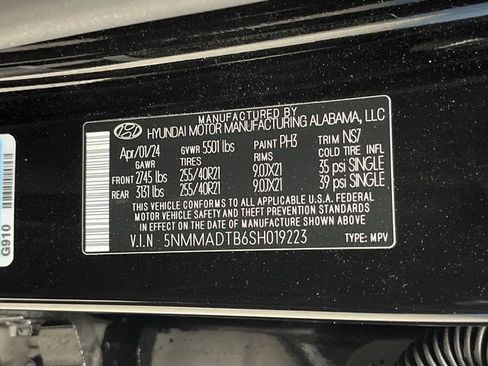 MANUFACTURED BY
HYUNDAI MOTOR MANUFACTURING ALABAMA, LLC
Apr/01/24 GVWR 5501 lbs PAINT PH3 TRIM NS7
GAWR TIRES RIMS COLD TIRE INFL.
FRONT 2745 lbs 255/40R21 9.0JX21 35 psi SINGLE
REAR 3131 lbs 255/40R21 9.0JX21 39 psi SINGLE
THIS VEHICLE CONFORMS TO ALL APPLICABLE U.S.A. FEDERAL
MOTOR VEHICLE SAFETY AND THEFT PREVENTION STANDARDS
IN EFFECT ON THE DATE OF MANUFACTURE SHOWN ABOVE.
V.I.N 5NMMADTB6SH019223 TYPE: MPV
G910